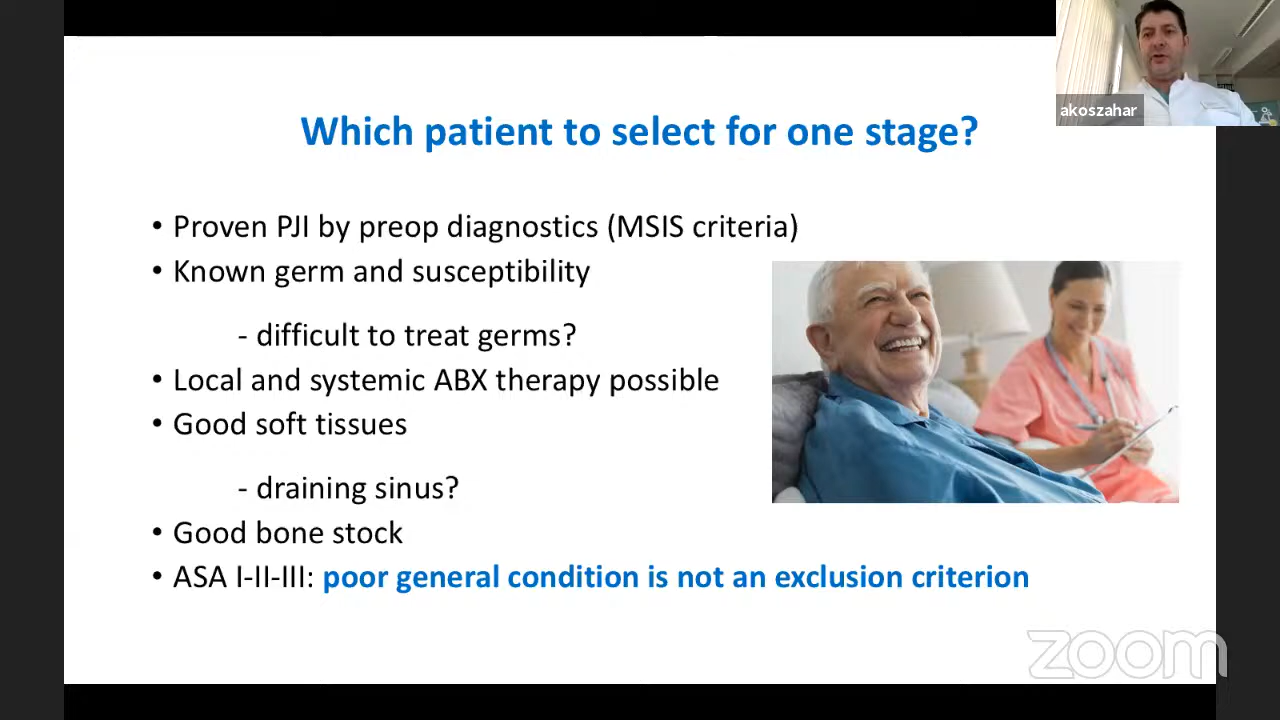 akoszahar
Which patient to select for one stage?
• Proven PJI by preop diagnostics (MSIS criteria)
• Known germ and susceptibility
- difficult to treat germs?
• Local and systemic ABX therapy possible
• Good soft tissues
- draining sinus?
• Good bone stock
• ASA I-II-III: poor general condition is not an exclusion criterion
zoom